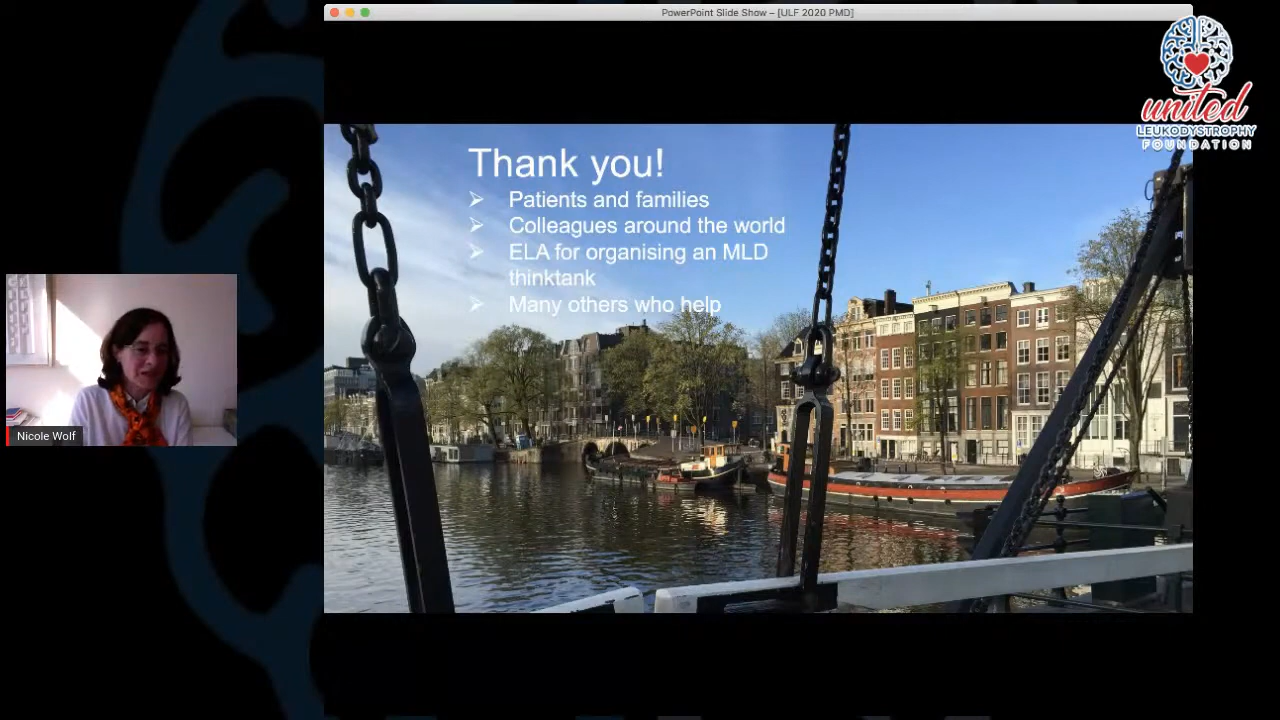 PowerPoint Slide Show – [ULF 2020 PMD]
united
LEUKODYSTROPHY
FOUNDATION
Thank you!
➢ Patients and families
➢ Colleagues around the world
➢ ELA for organising an MLD
thinktank
➢ Many others who help
Nicole Wolf